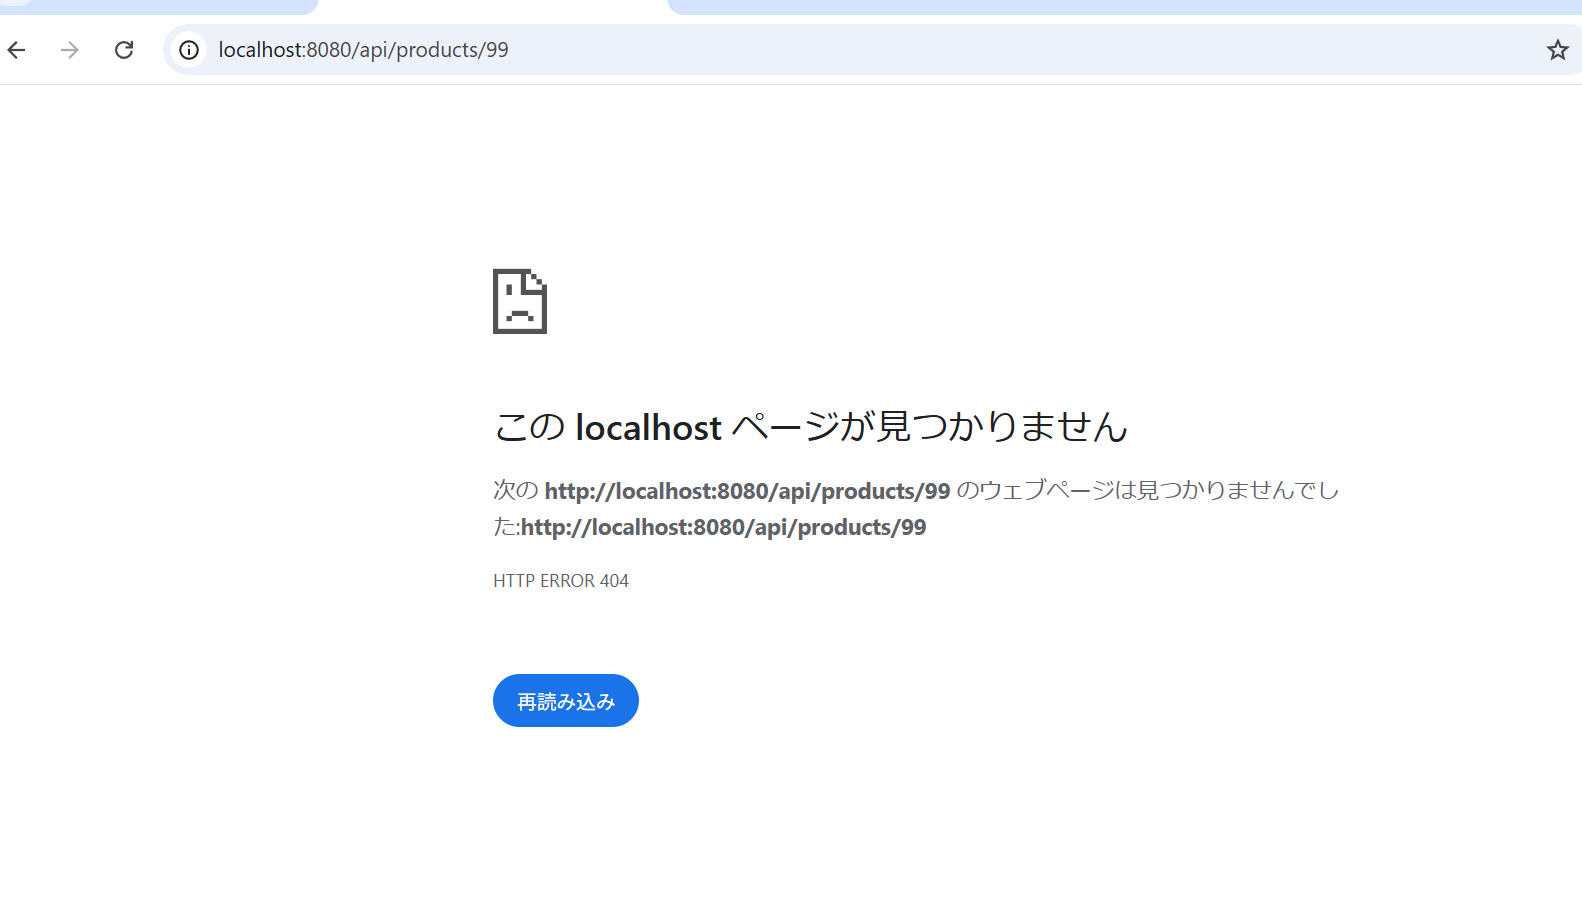 localhost:8080/api/products/99
この localhost ページが見つかりません
次の http://localhost:8080/api/products/99 のウェブページは見つかりませんでし
た:http://localhost:8080/api/products/99
HTTP ERROR 404
再読み込み